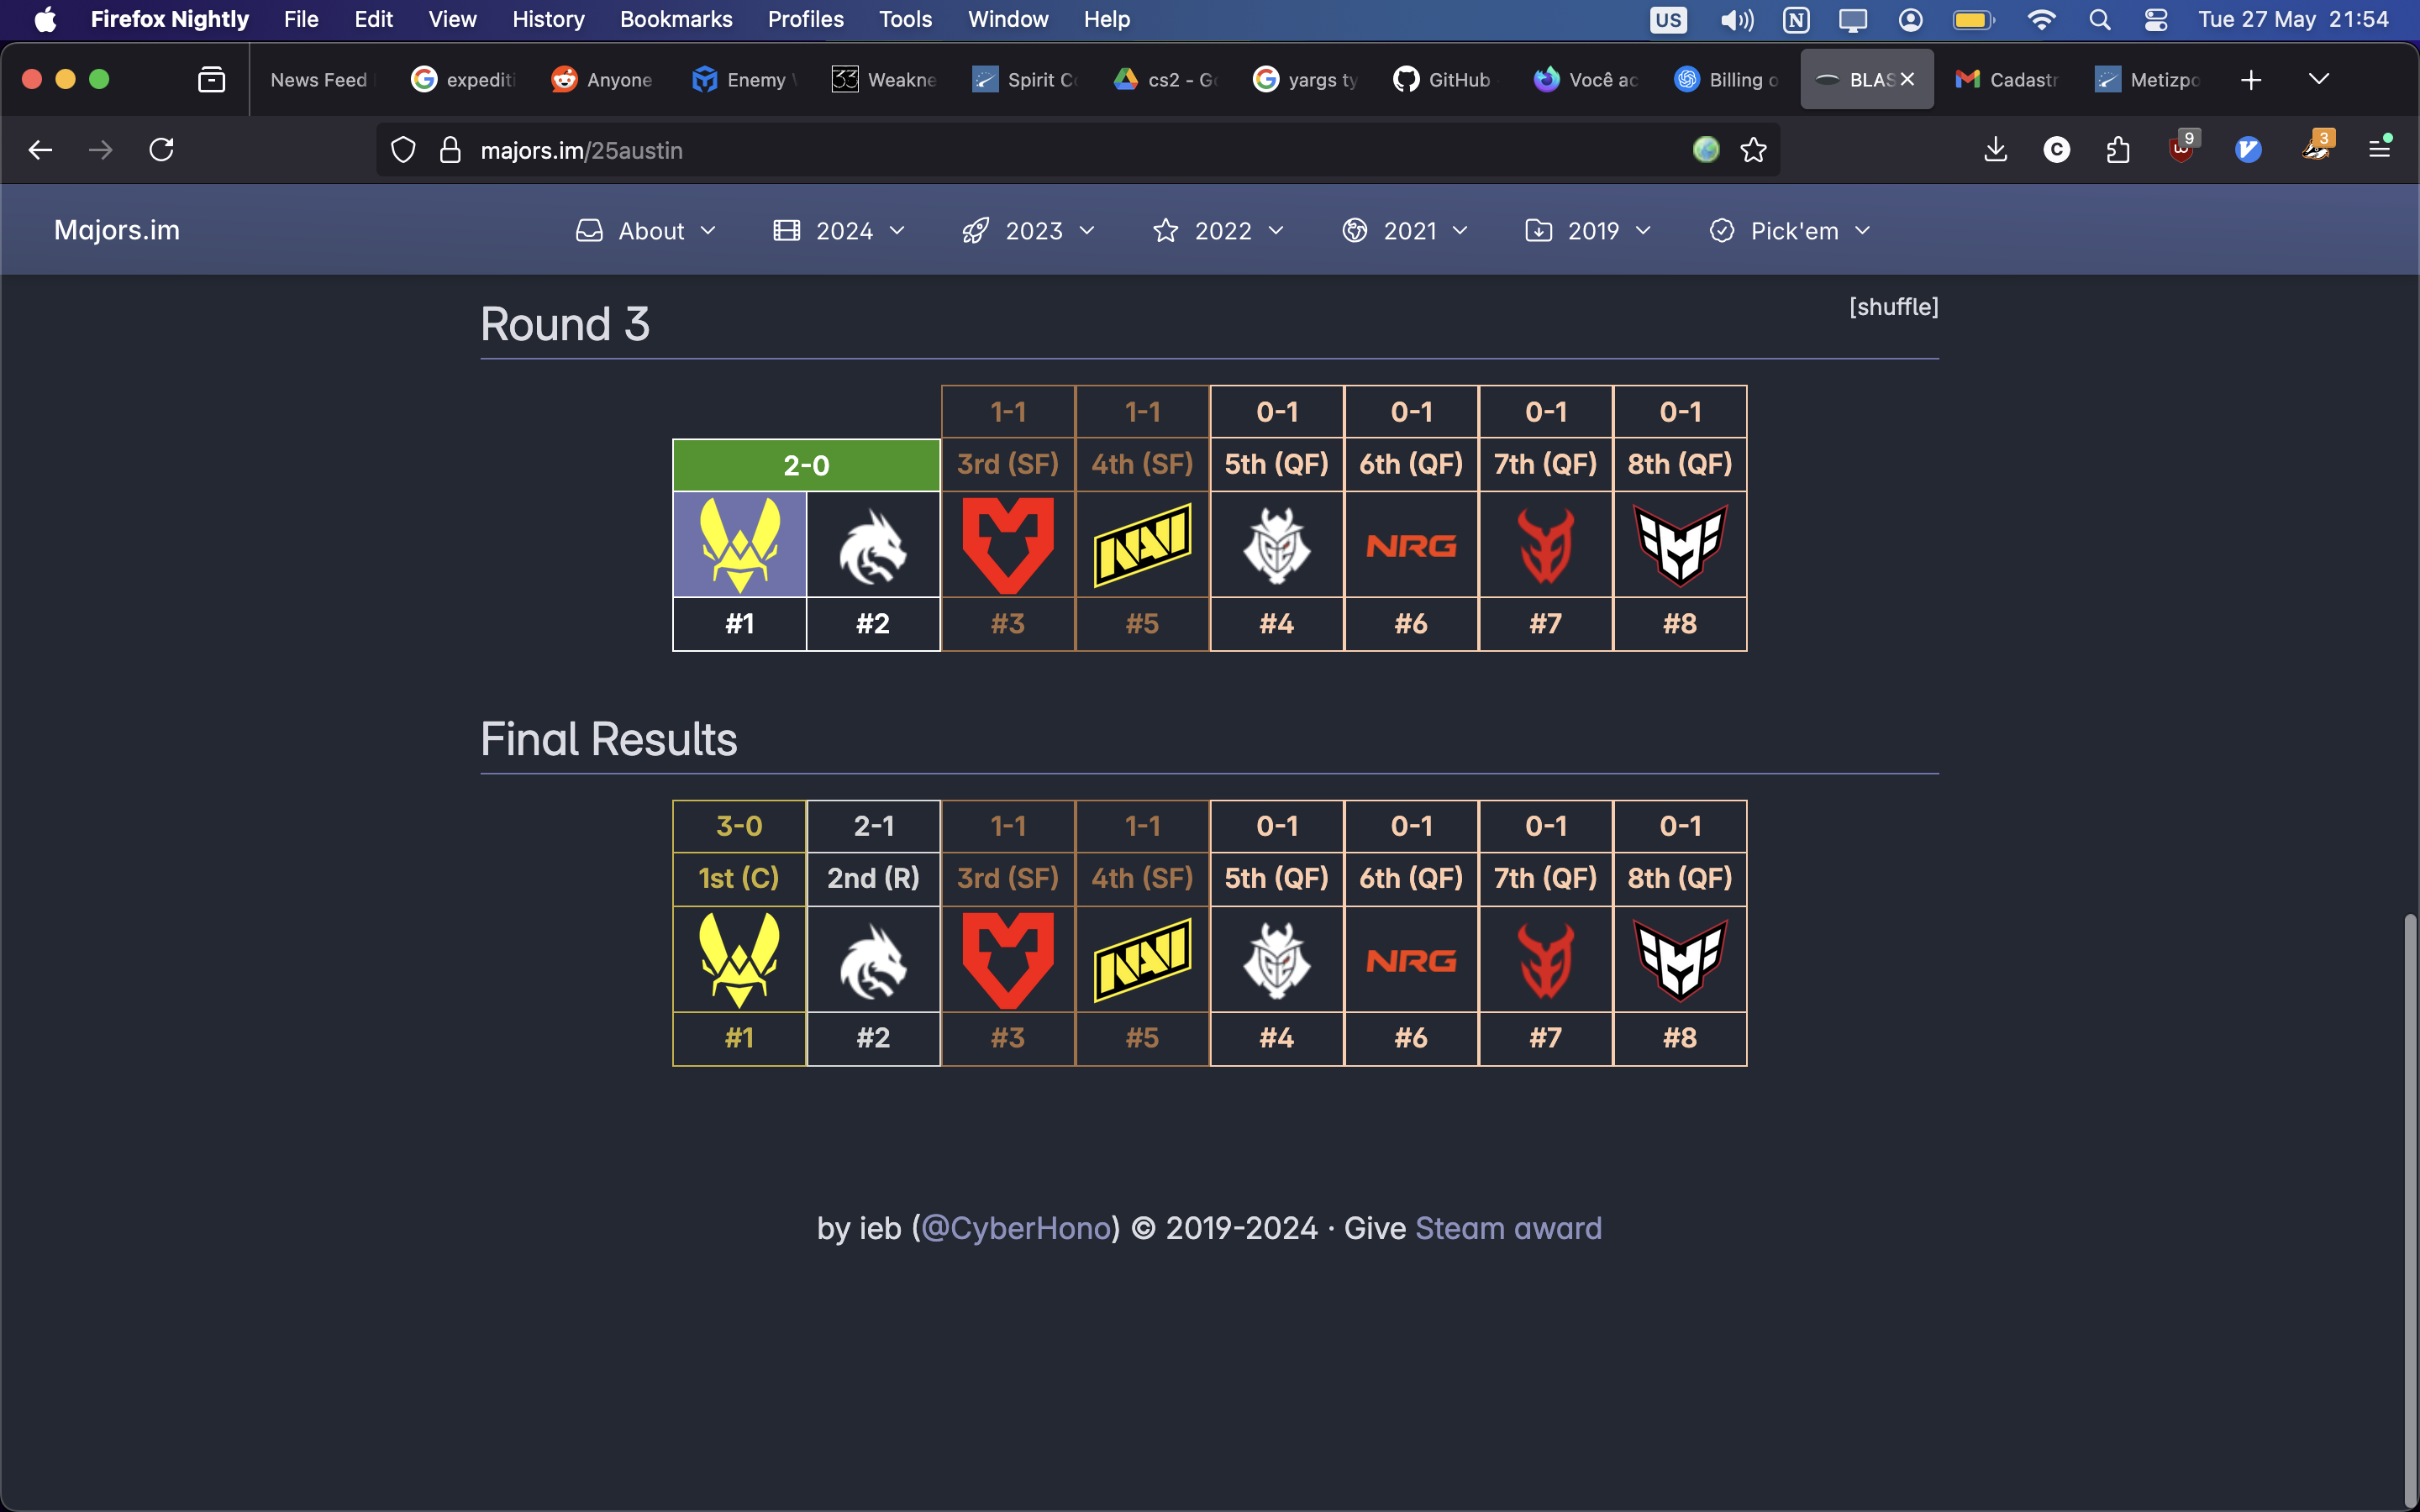 Firefox Nightly File Edit View History Bookmarks Profiles Tools Window Help US Tue 27 May 21:54
News Feed expediti Anyone Enemy Weakne Spirit Co cs2 - Go yargs ty GitHub Você ac Billing o BLAS Cadastr Metizpo
majors.im/25austin 9 3
Majors.im About 2024 2023 2022 2021 2019 Pick'em
Round 3 [shuffle]
1-1 1-1 0-1 0-1 0-1 0-1
2-0 3rd (SF) 4th (SF) 5th (QF) 6th (QF) 7th (QF) 8th (QF)
NAVI NRG
#1 #2 #3 #5 #4 #6 #7 #8
Final Results
3-0 2-1 1-1 1-1 0-1 0-1 0-1 0-1
1st (C) 2nd (R) 3rd (SF) 4th (SF) 5th (QF) 6th (QF) 7th (QF) 8th (QF)
NAVI NRG
#1 #2 #3 #5 #4 #6 #7 #8
by ieb (@CyberHono) © 2019-2024 · Give Steam award